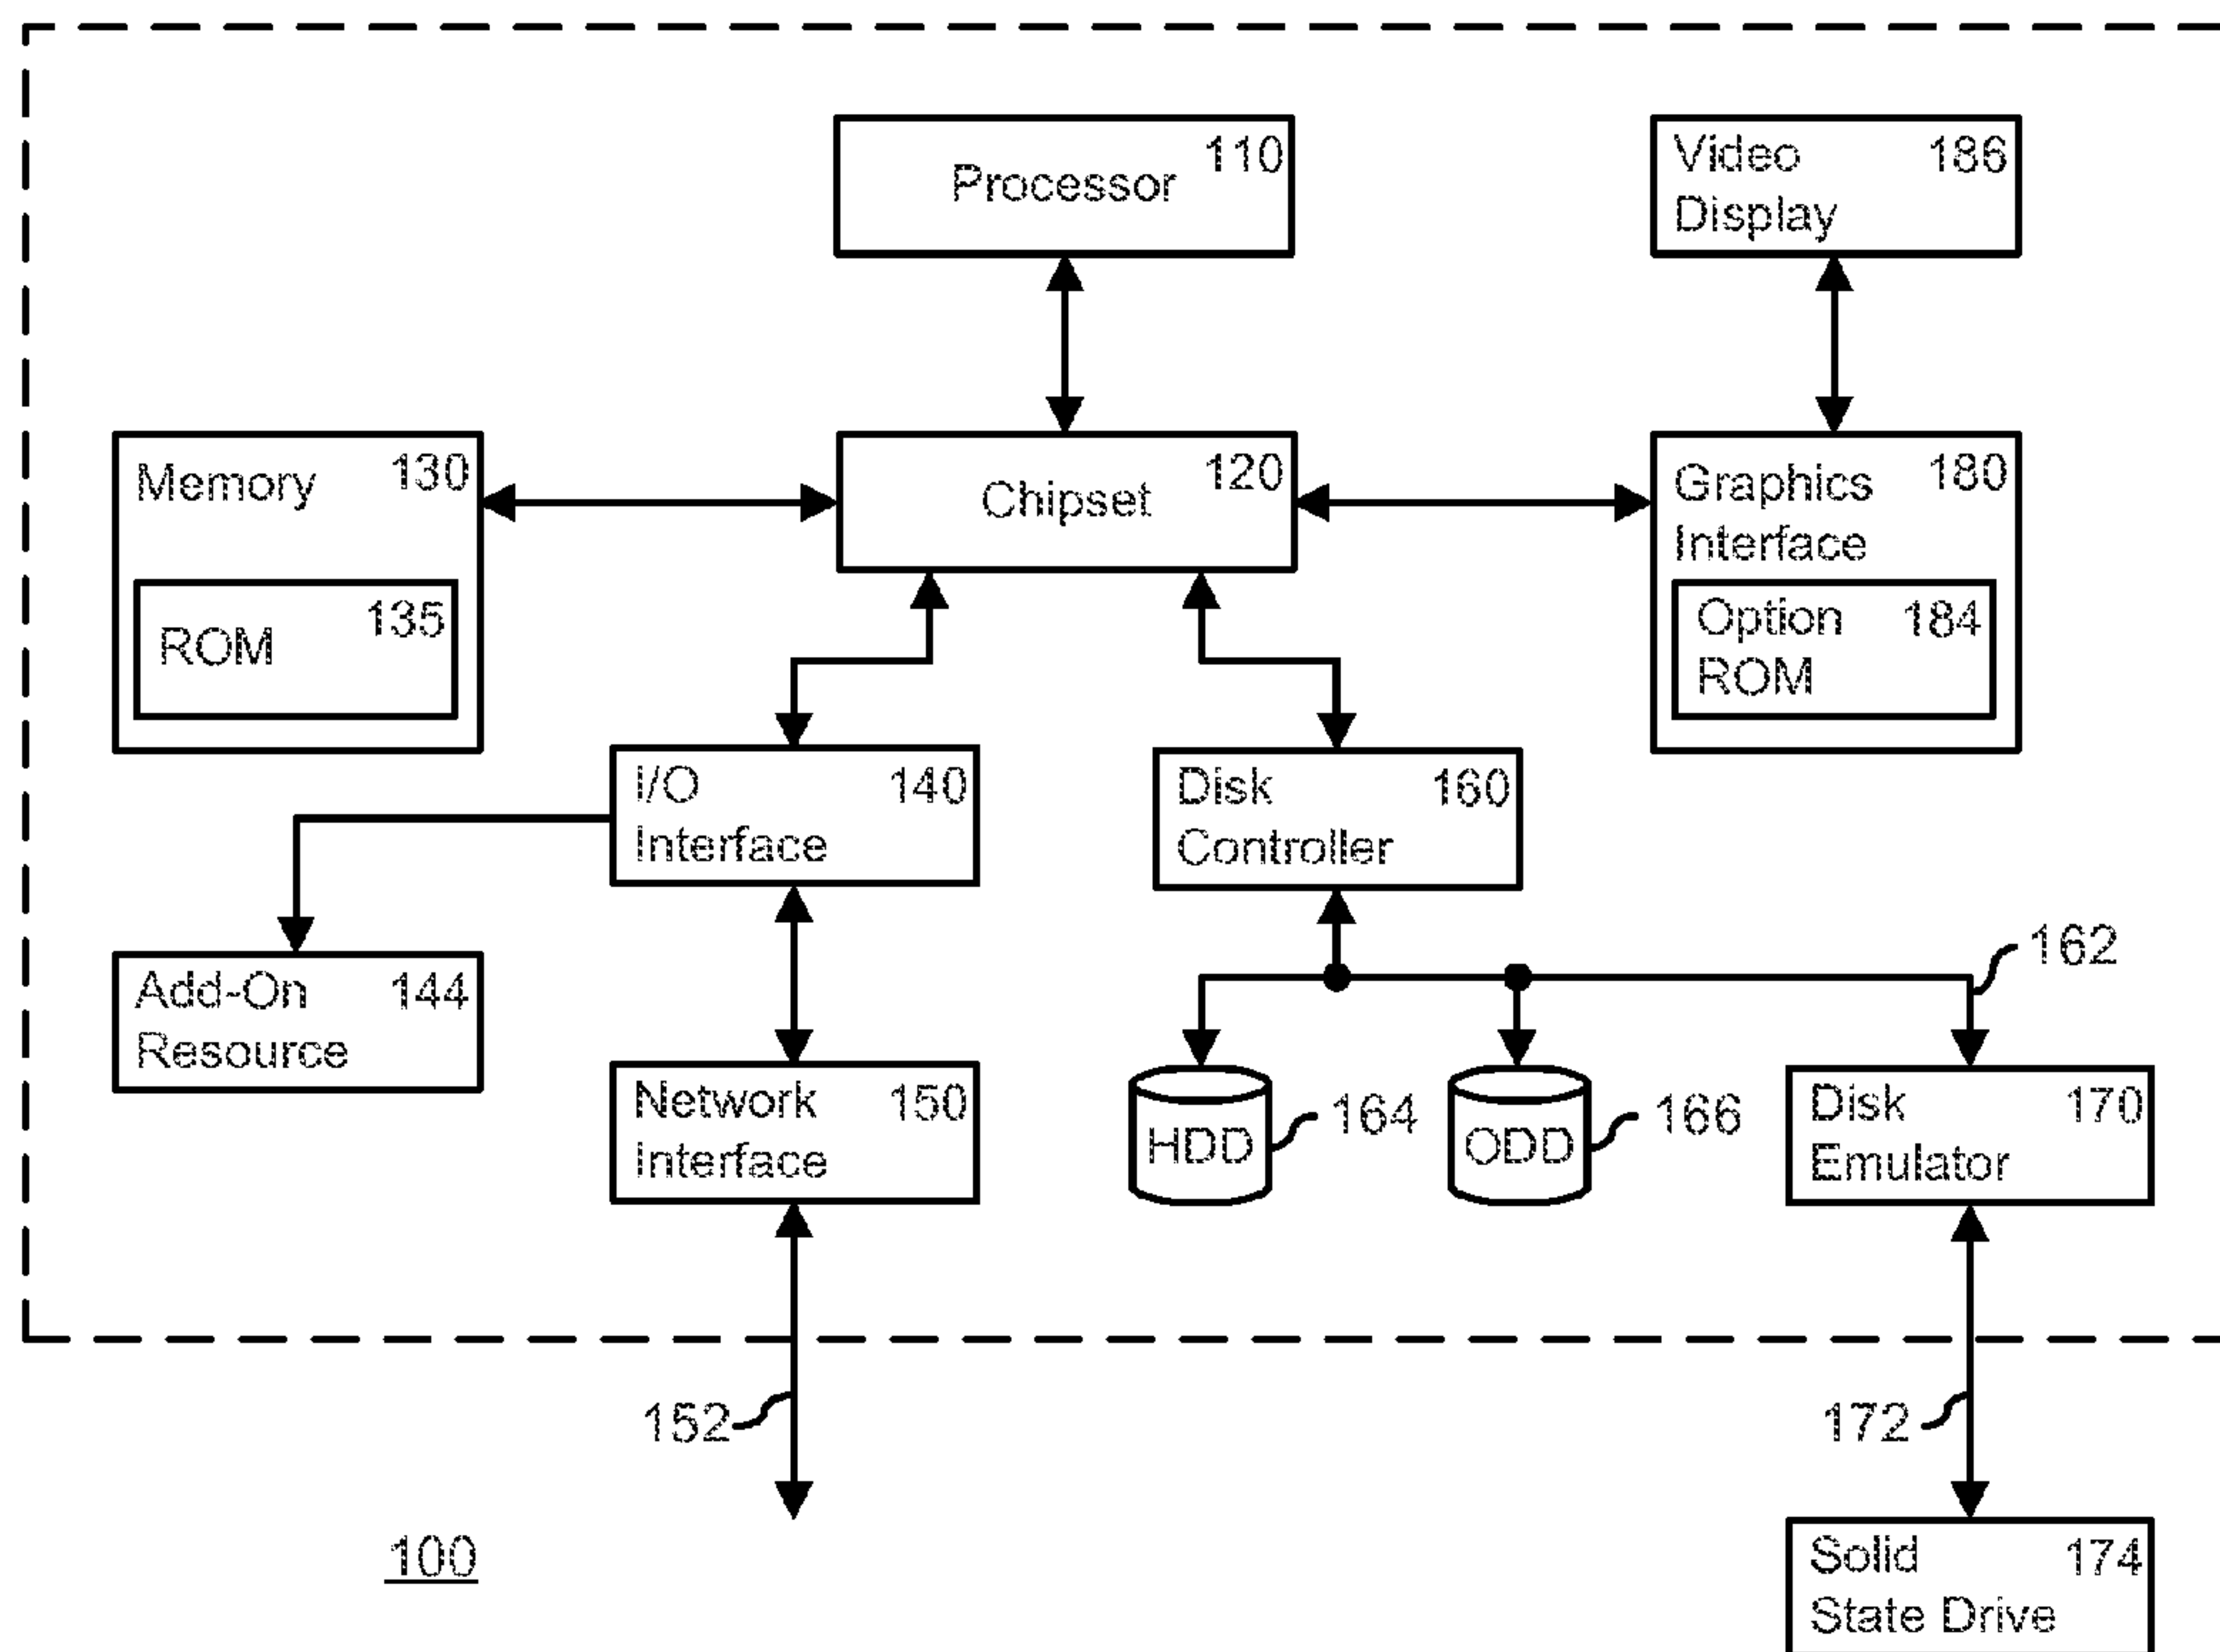 Processor 110
Video 186
Display
Memory 130
ROM 135
Chipset 120
Graphics 180
Interface
Option 184
ROM
I/O 140
Interface
Disk 160
Controller
Add-On 144
Resource
Network 150
Interface
HDD 164
ODD 166
162
Disk 170
Emulator
152
172
100
Solid 174
State Drive